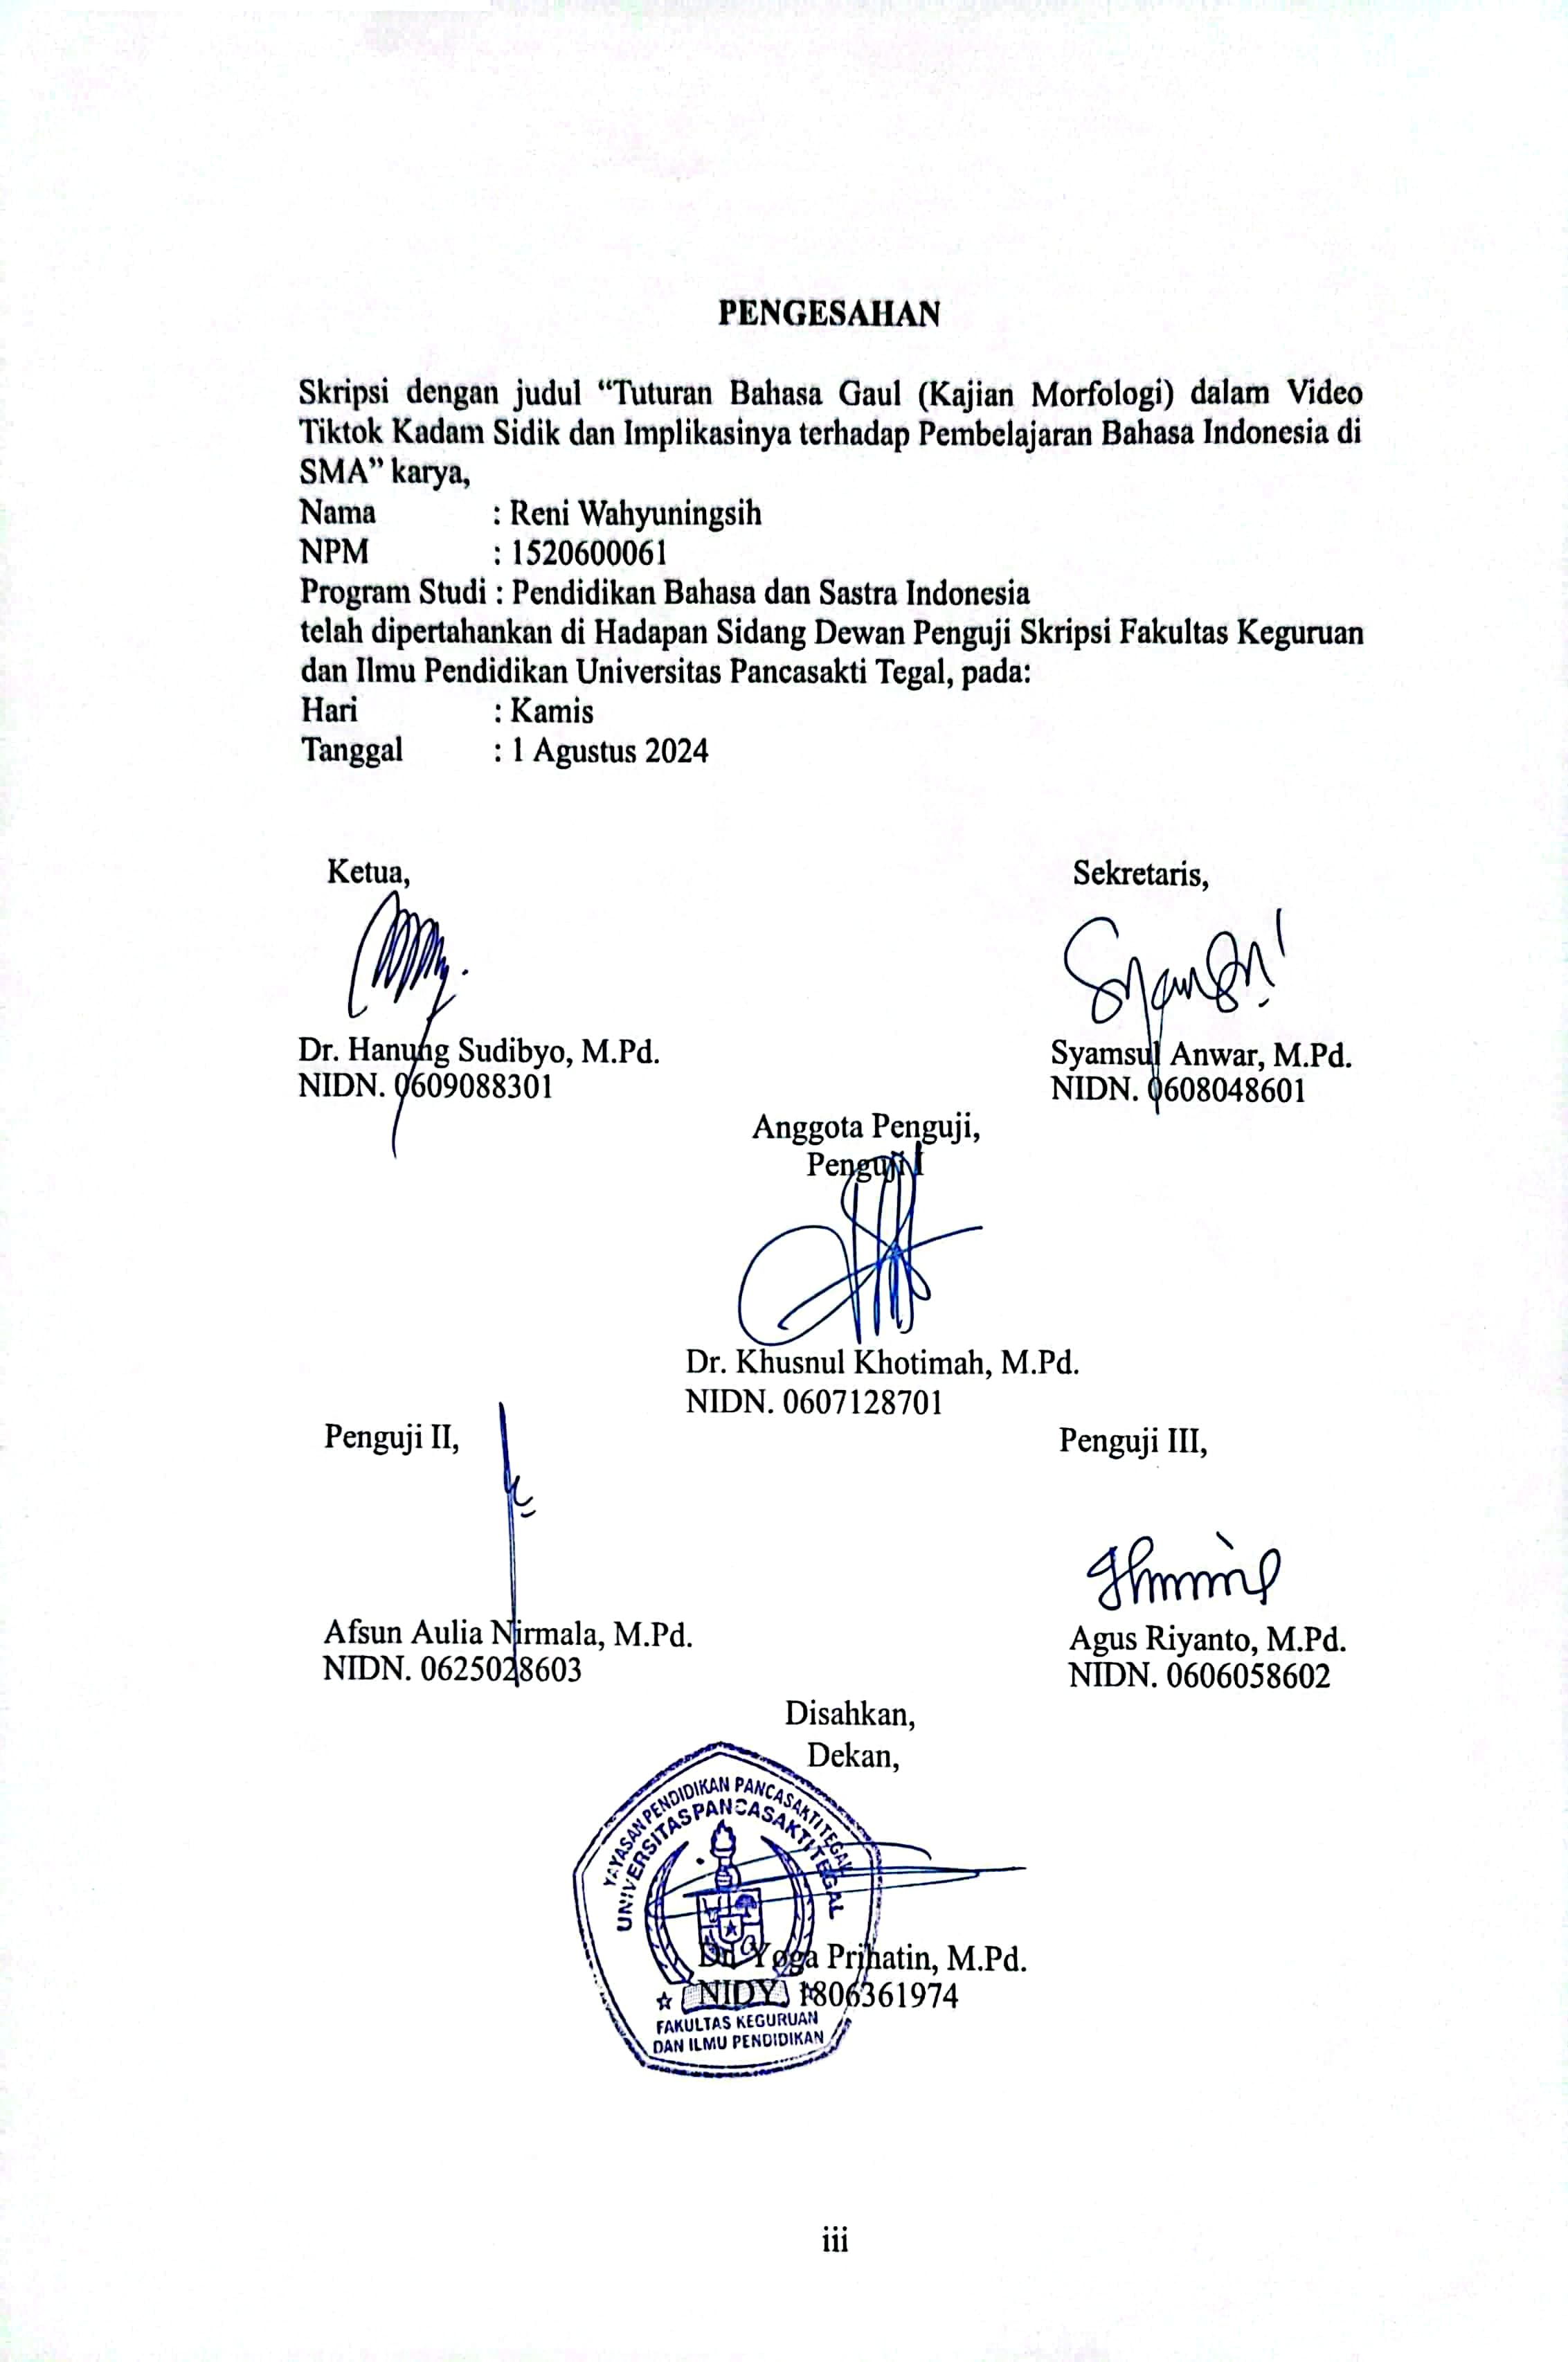 PENGESAHAN
Skripsi dengan judul “Tuturan Bahasa Gaul (Kajian Morfologi) dalam Video
Tiktok Kadam Sidik dan Implikasinya terhadap Pembelajaran Bahasa Indonesia di
SMA” karya,
Nama : Reni Wahyuningsih
NPM : 1520600061
Program Studi : Pendidikan Bahasa dan Sastra Indonesia
telah dipertahankan di Hadapan Sidang Dewan Penguji Skripsi Fakultas Keguruan
dan Ilmu Pendidikan Universitas Pancasakti Tegal, pada:
Hari : Kamis
Tanggal : 1 Agustus 2024
Ketua,
Sekretaris,
Dr. Hanung Sudibyo, M.Pd.
NIDN. 0609088301
Syamsul Anwar, M.Pd.
NIDN. 0608048601
Anggota Penguji,
Penguji I
Dr. Khusnul Khotimah, M.Pd.
NIDN. 0607128701
Penguji II,
Penguji III,
Afsun Aulia Nirmala, M.Pd.
NIDN. 0625028603
Agus Riyanto, M.Pd.
NIDN. 0606058602
Disahkan,
Dekan,
YAYASAN PENDIDIKAN PANCASAKTI TEGAL
UNIVERSITAS PANCASAKTI TEGAL
Dr. Yoga Prihatin, M.Pd.
NIDY. 1806361974
FAKULTAS KEGURUAN
DAN ILMU PENDIDIKAN
iii